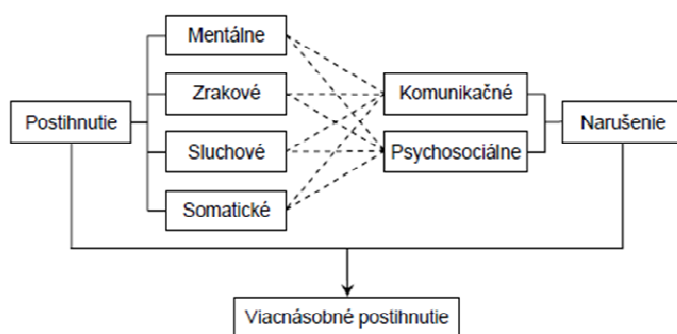 Mentálne
Zrakové
Komunikačné
Postihnutie
Narušenie
Sluchové
Psychosociálne
Somatické
Viacnásobné postihnutie